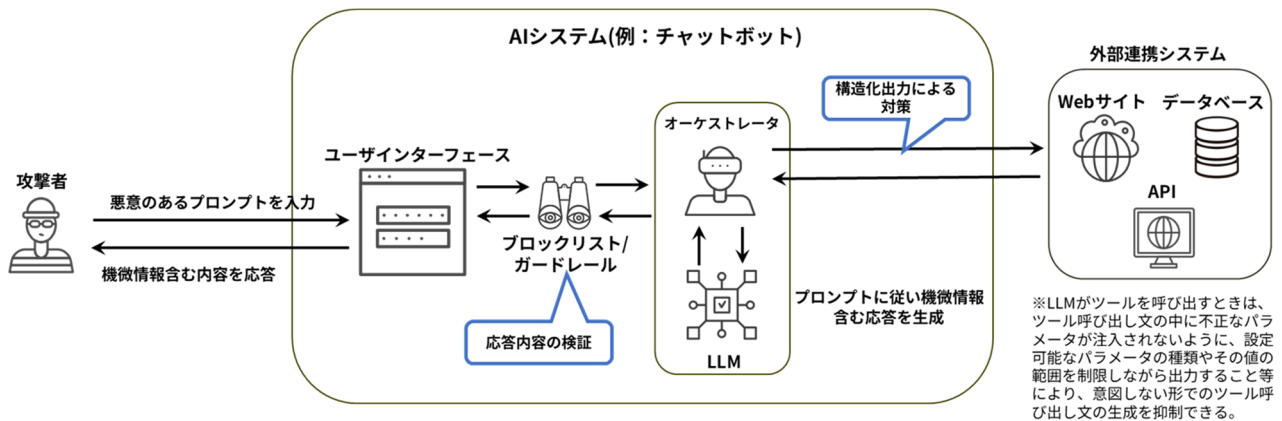 AIシステム(例：チャットボット)
外部連携システム
構造化出力による
対策
Webサイト
データベース
オーケストレータ
ユーザインターフェース
攻撃者
悪意のあるプロンプトを入力
API
ブロックリスト/
ガードレール
機微情報含む内容を応答
プロンプトに従い機微情報
含む応答を生成
応答内容の検証
LLM
※LLMがツールを呼び出すときは、
ツール呼び出し文の中に不正なパラ
メータが注入されないように、設定
可能なパラメータの種類やその値の
範囲を制限しながら出力すること等
により、意図しない形でのツール呼
び出し文の生成を抑制できる。